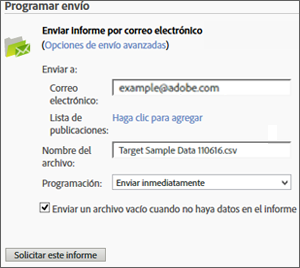 Programar envío
Enviar informe por correo electrónico
(Opciones de envío avanzadas)
Enviar a:
Correo electrónico: example@adobe.com
Lista de publicaciones: Haga clic para agregar
Nombre del archivo: Target Sample Data 110616.csv
Programación: Enviar inmediatamente
Enviar un archivo vacío cuando no haya datos en el informe
Solicitar este informe